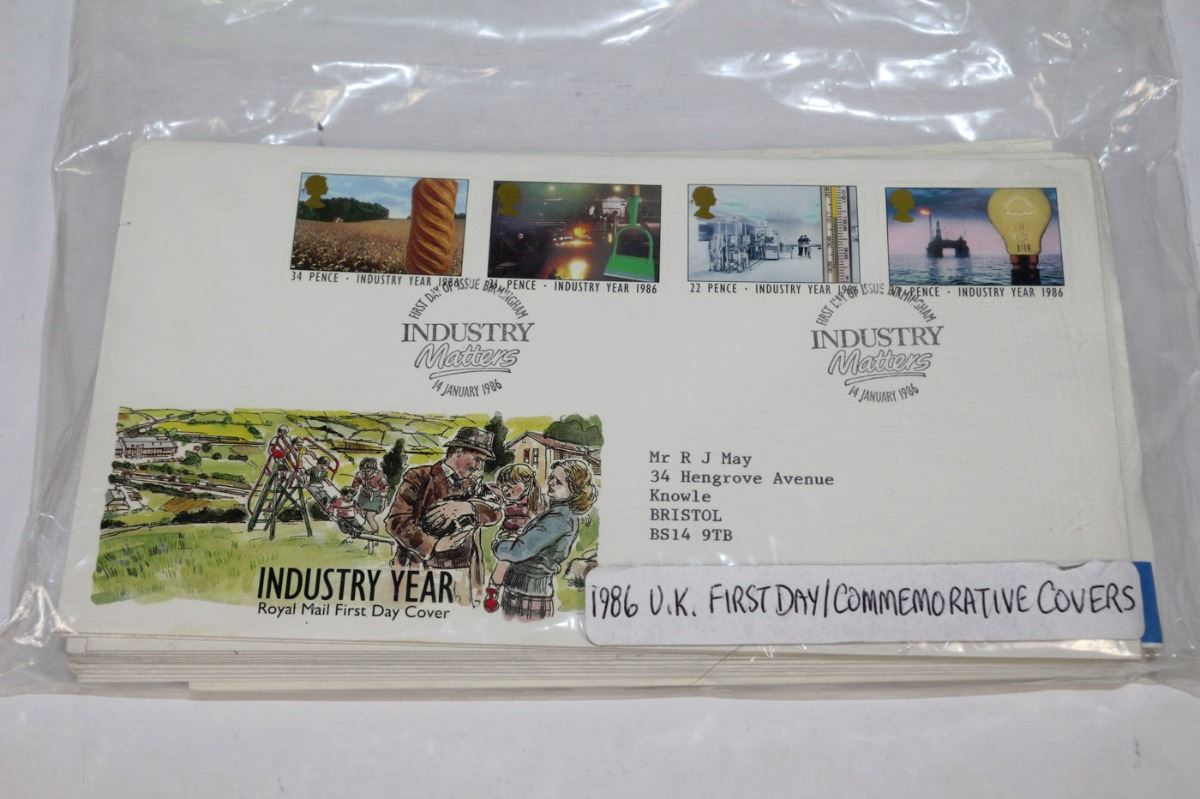 34 PENCE · INDUSTRY YEAR 1986
PENCE · INDUSTRY YEAR 1986
22 PENCE · INDUSTRY YEAR 1986
PENCE · INDUSTRY YEAR 1986
FIRST DAY OF ISSUE BIRMINGHAM
INDUSTRY
Matters
14 JANUARY 1986
FIRST DAY OF ISSUE BIRMINGHAM
INDUSTRY
Matters
14 JANUARY 1986
Mr R J May
34 Hengrove Avenue
Knowle
BRISTOL
BS14 9TB
INDUSTRY YEAR
Royal Mail First Day Cover
1986 U.K. FIRST DAY/COMMEMORATIVE COVERS